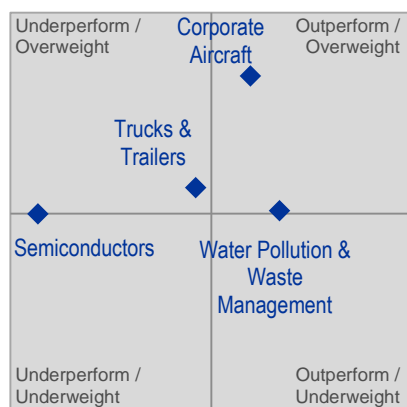 Underperform /
Overweight
Corporate
Aircraft
Outperform /
Overweight
Trucks &
Trailers
Semiconductors
Water Pollution &
Waste
Management
Underperform /
Underweight
Outperform /
Underweight